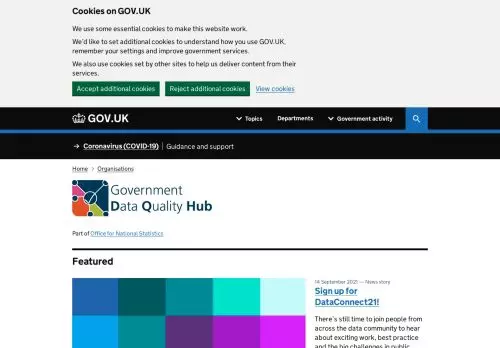 Cookies on GOV.UK
We use some essential cookies to make this website work.
We'd like to set additional cookies to understand how you use GOV.UK,
remember your settings and improve government services.
We also use cookies set by other sites to help us deliver content from their
services.
Accept additional cookies Reject additional cookies View cookies
GOV.UK Topics Departments Government activity
→ Coronavirus (COVID-19) Guidance and support
Home > Organisations
Government
Data Quality Hub
Part of Office for National Statistics
Featured
14 September 2021 — News story
Sign up for
DataConnect21!
There's still time to join people from
across the data community to hear
about exciting work, best practice
and the big challenges in public